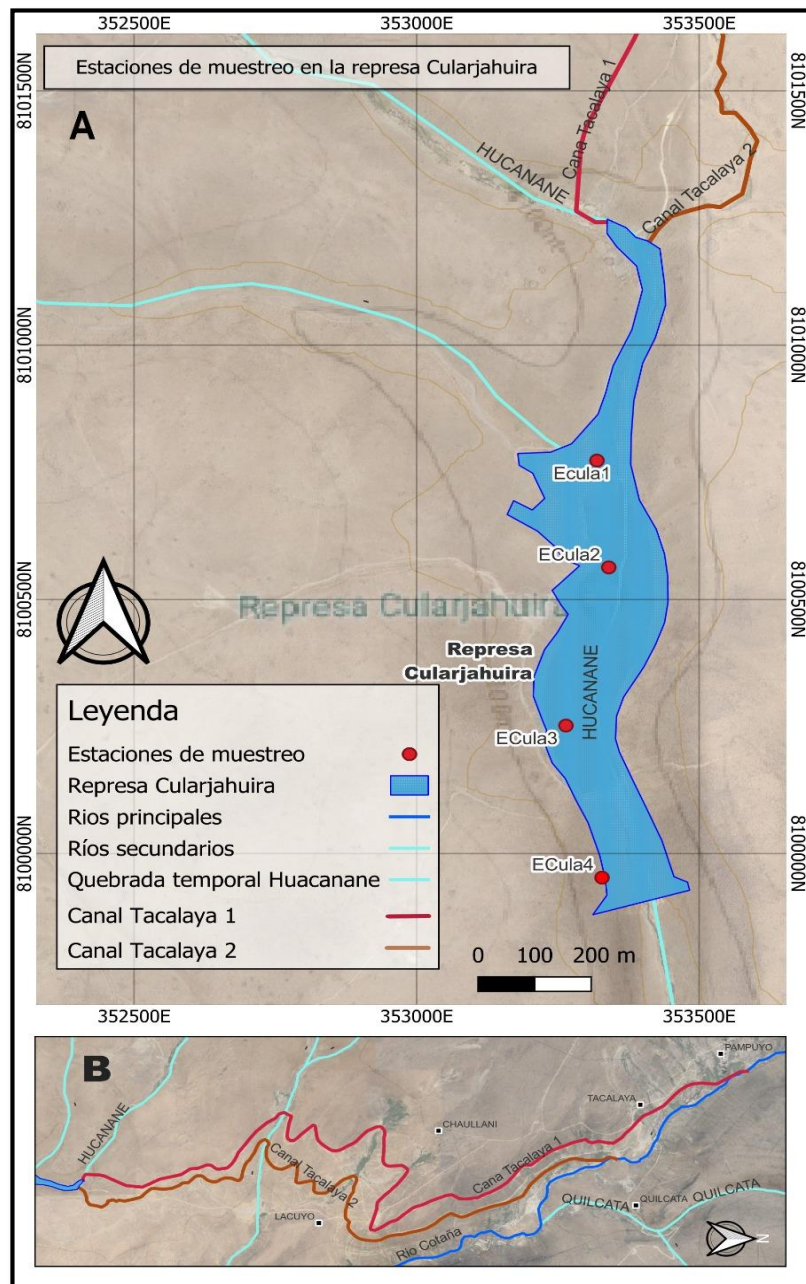 352500E 353000E 353500E
Estaciones de muestreo en la represa Cularjahuira
8101500N
8101500N
A
HUCANANE
Cana Tacalaya 1
Canal Tacalaya 2
8101000N
8101000N
Ecula1
ECula2
8100500N
8100500N
Represa Cularjahuira
Represa
Cularjahuira
HUCANANE
ECula3
ECula4
8100000N
8100000N
Leyenda
Estaciones de muestreo
Represa Cularjahuira
Rios principales
Ríos secundarios
Quebrada temporal Huacanane
Canal Tacalaya 1
Canal Tacalaya 2
0 100 200 m
352500E 353000E 353500E
B
PAMPUYO
TACALAYA
CHAULLANI
HUCANANE
Canal Tacalaya 2
Cana Tacalaya 1
LACUYO
QUILCATA
QUILCATA
QUILCATA
Rio Cotaña
N